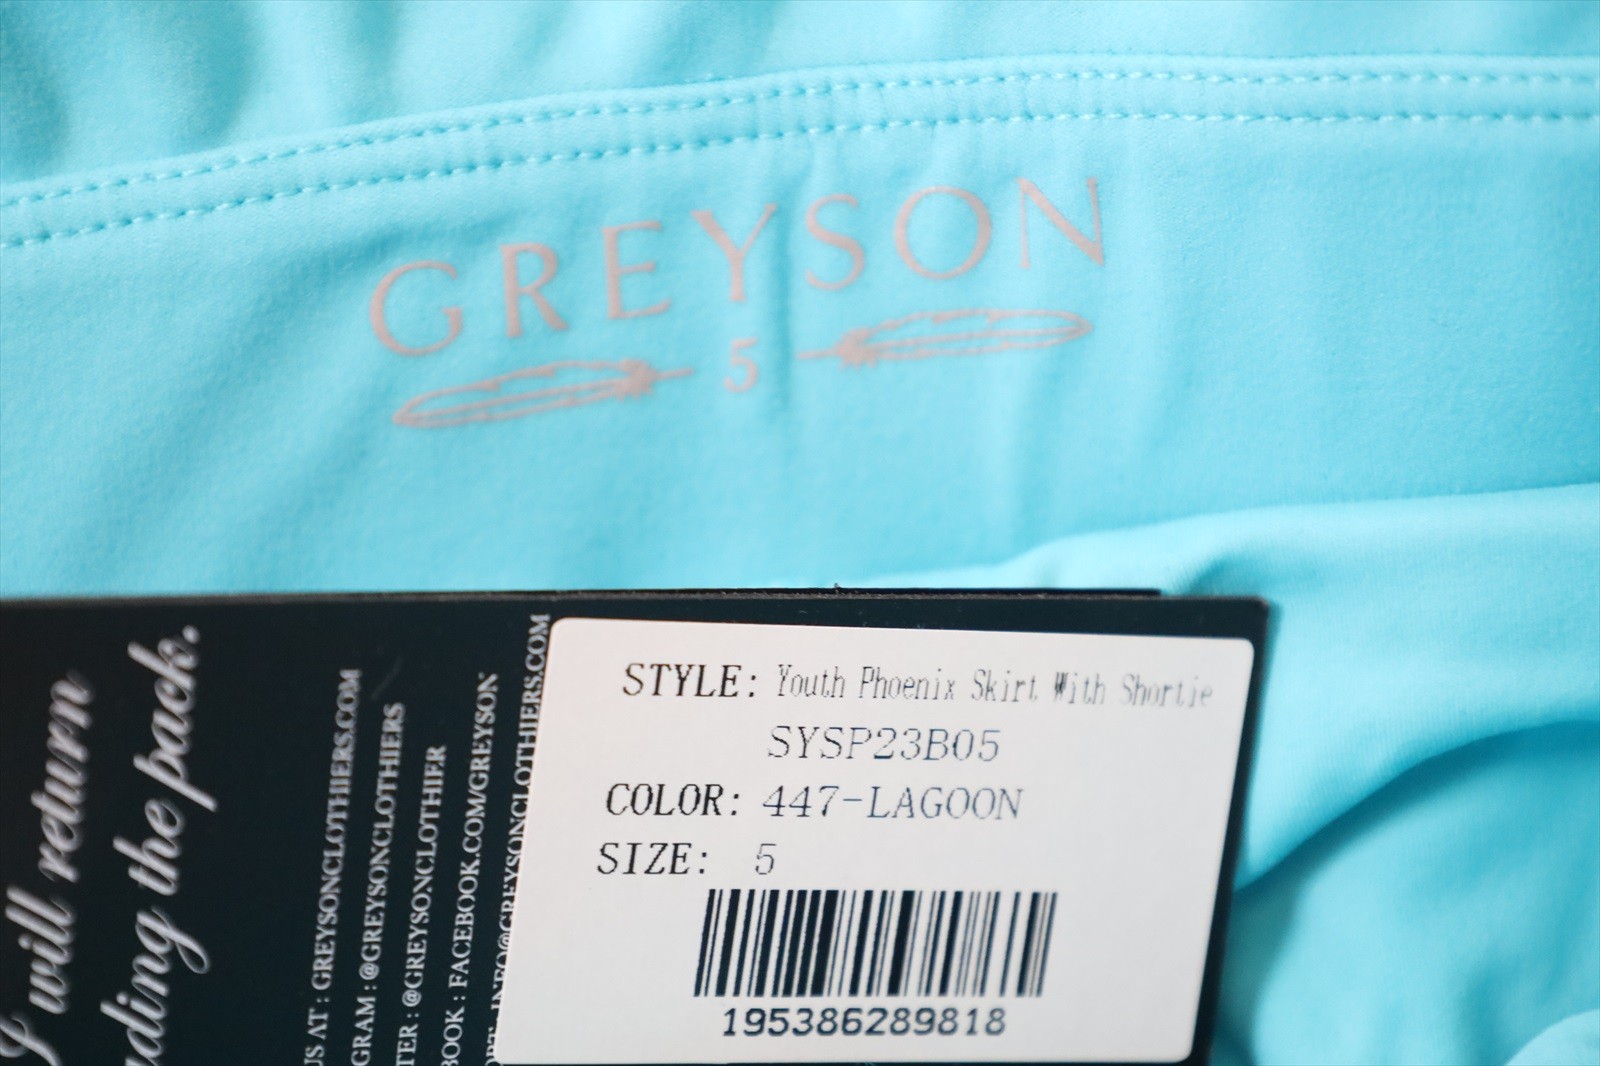 GREYSON
5
STYLE: Youth Phoenix Skirt With Shortie
SYSP23B05
COLOR: 447-LAGOON
SIZE: 5
195386289818
I will return
ding the pack.
US AT : GREYSONCLOTHIERS.COM
GRAM : @GREYSONCLOTHIERS
TER : @GREYSONCLOTHIER
BOOK : FACEBOOK.COM/GREYSON
INFO@GREYSONCLOTHIERS.COM